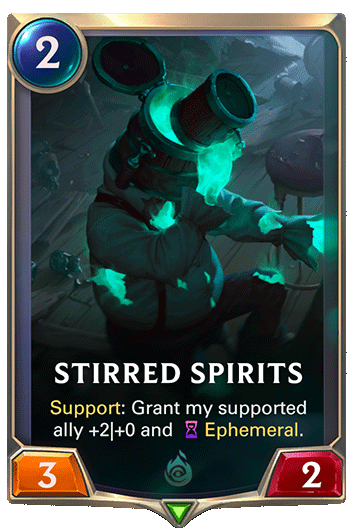 2
STIRRED SPIRITS
Support: Grant my supported
ally +2|+0 and Ephemeral.
3
2